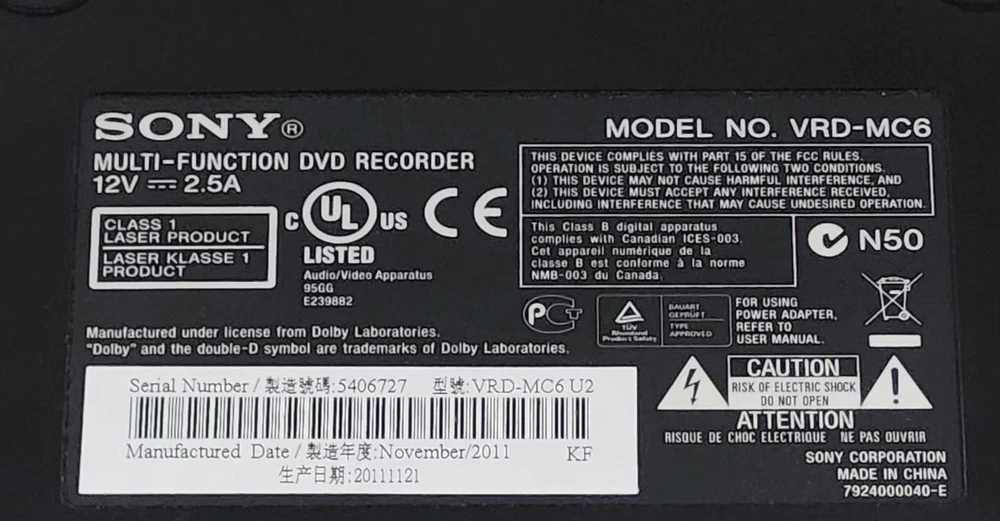 SONY®
MODEL NO. VRD-MC6
MULTI-FUNCTION DVD RECORDER
12V ⎓ 2.5A
THIS DEVICE COMPLIES WITH PART 15 OF THE FCC RULES.
OPERATION IS SUBJECT TO THE FOLLOWING TWO CONDITIONS.
(1) THIS DEVICE MAY NOT CAUSE HARMFUL INTERFERENCE, AND
(2) THIS DEVICE MUST ACCEPT ANY INTERFERENCE RECEIVED,
INCLUDING INTERFERENCE THAT MAY CAUSE UNDESIRED OPERATION.
CLASS 1
LASER PRODUCT
LASER KLASSE 1
PRODUCT
C UL US CE
LISTED
Audio/Video Apparatus
95GG
E239882
This Class B digital apparatus
complies with Canadian ICES-003.
Cet appareil numérique de la
classe B est conforme à la norme
NMB-003 du Canada.
N50
PCT
TÜV
Rheinland
Product Safety
BAUART
GEPRÜFT
TYPE
APPROVED
FOR USING
POWER ADAPTER,
REFER TO
USER MANUAL.
Manufactured under license from Dolby Laboratories.
"Dolby" and the double-D symbol are trademarks of Dolby Laboratories.
Serial Number / 製造號碼:5406727 型號:VRD-MC6 U2
Manufactured Date / 製造年度:November/2011 KF
生产日期:20111121
CAUTION
RISK OF ELECTRIC SHOCK
DO NOT OPEN
ATTENTION
RISQUE DE CHOC ELECTRIQUE NE PAS OUVRIR
SONY CORPORATION
MADE IN CHINA
7924000040-E